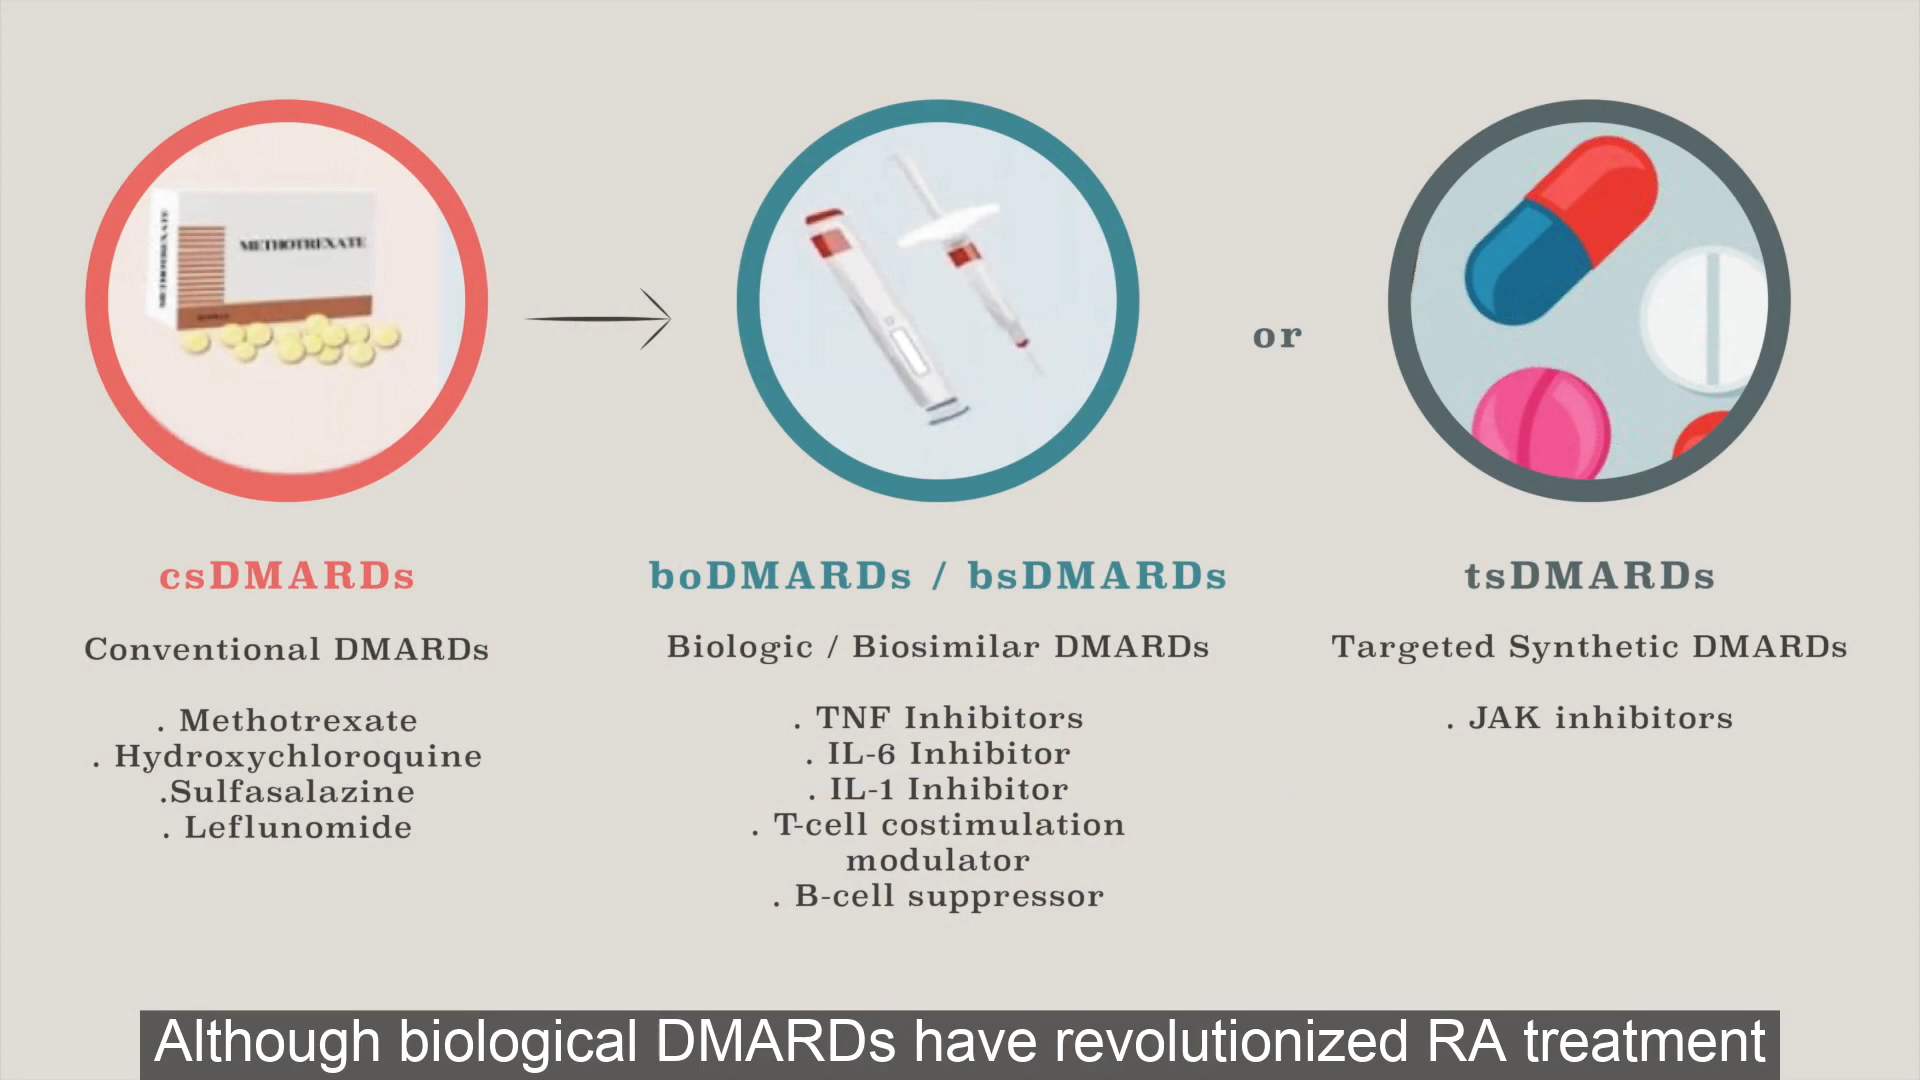 METHOTREXATE
METHOTREXATE
or
csDMARDs
Conventional DMARDs
. Methotrexate
. Hydroxychloroquine
.Sulfasalazine
. Leflunomide
boDMARDs / bsDMARDs
Biologic / Biosimilar DMARDs
. TNF Inhibitors
. IL-6 Inhibitor
. IL-1 Inhibitor
. T-cell costimulation
modulator
. B-cell suppressor
tsDMARDs
Targeted Synthetic DMARDs
. JAK inhibitors
Although biological DMARDs have revolutionized RA treatment